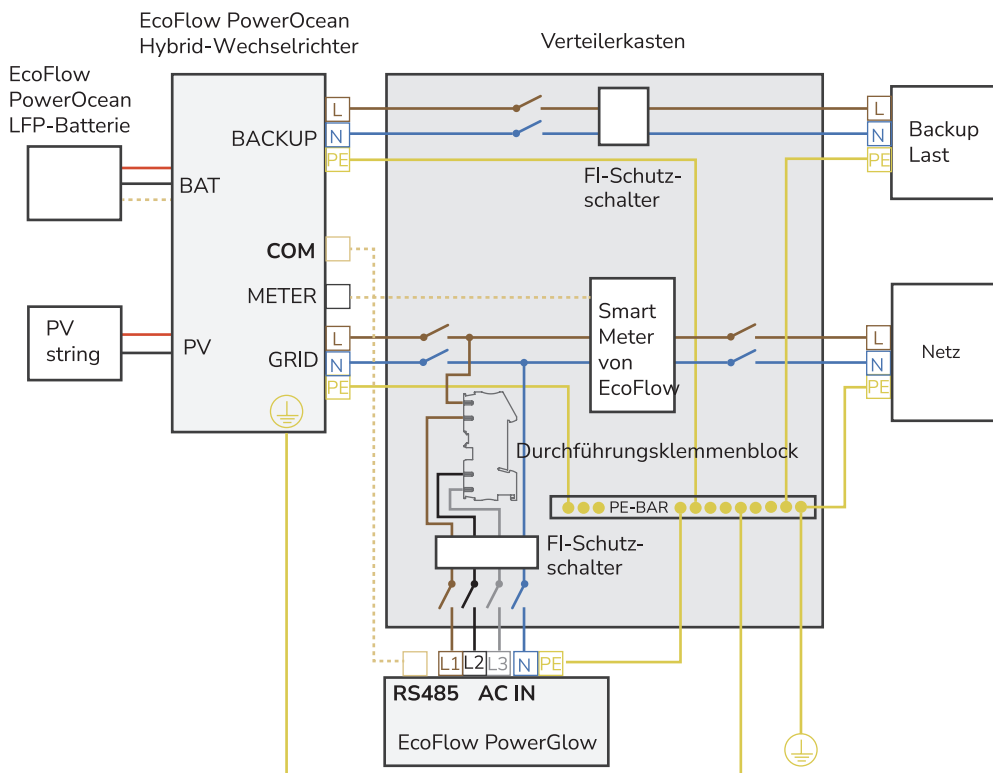 EcoFlow PowerOcean
Hybrid-Wechselrichter
Verteilerkasten
EcoFlow
PowerOcean
LFP-Batterie
L
N
PE
BACKUP
BAT
COM
METER
GRID
L
N
PE
PV
string
PV
FI-Schutz-
schalter
L
N
PE
Backup
Last
Smart
Meter
von
EcoFlow
L
N
PE
Netz
Durchführungsklemmenblock
PE-BAR
FI-Schutz-
schalter
L1
L2
L3
N
PE
RS485
AC IN
EcoFlow PowerGlow